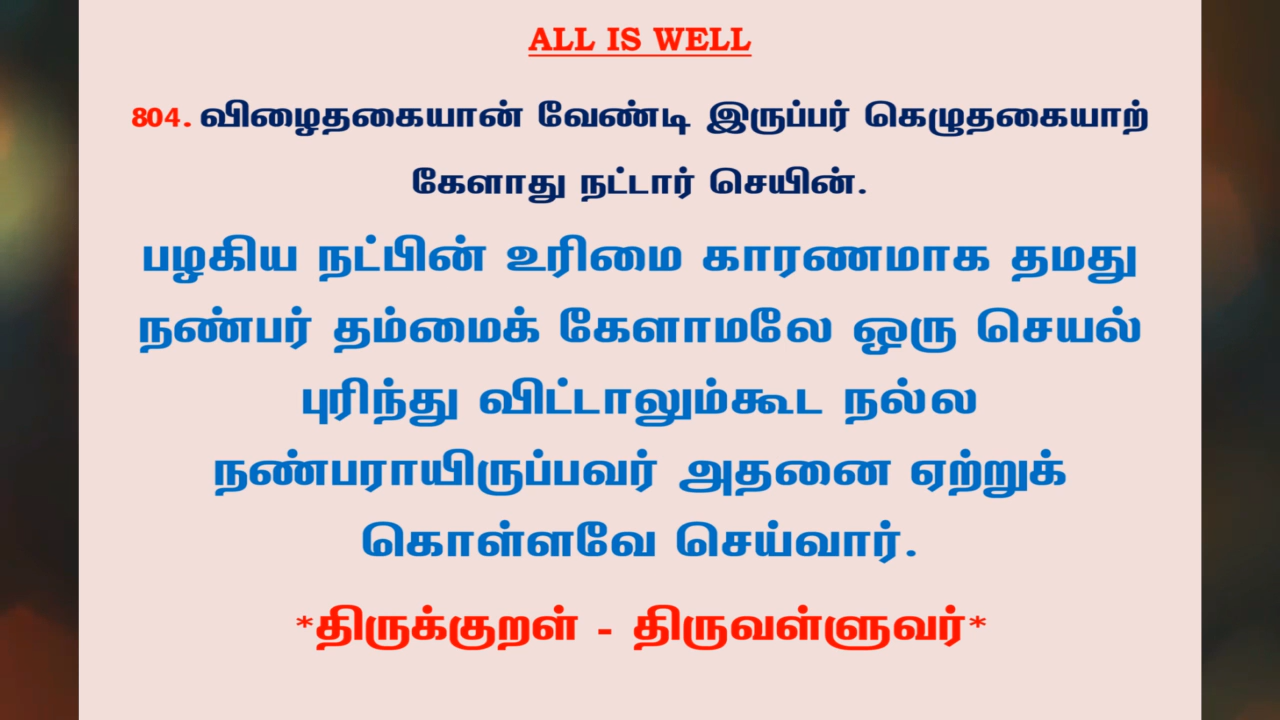 ALL IS WELL
804. விழைதகையான் வேண்டி இருப்பர் கெழுதகையாற்
கேளாது நட்டார் செயின்.
பழகிய நட்பின் உரிமை காரணமாக தமது
நண்பர் தம்மைக் கேளாமலே ஒரு செயல்
புரிந்து விட்டாலும்கூட நல்ல
நண்பராயிருப்பவர் அதனை ஏற்றுக்
கொள்ளவே செய்வார்.
*திருக்குறள் - திருவள்ளுவர்*